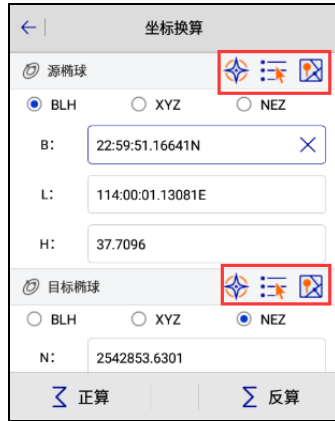 坐标换算
源椭球
BLH XYZ NEZ
B: 22:59:51.16641N
L: 114:00:01.13081E
H: 37.7096
目标椭球
BLH XYZ NEZ
N: 2542853.6301
正算 反算